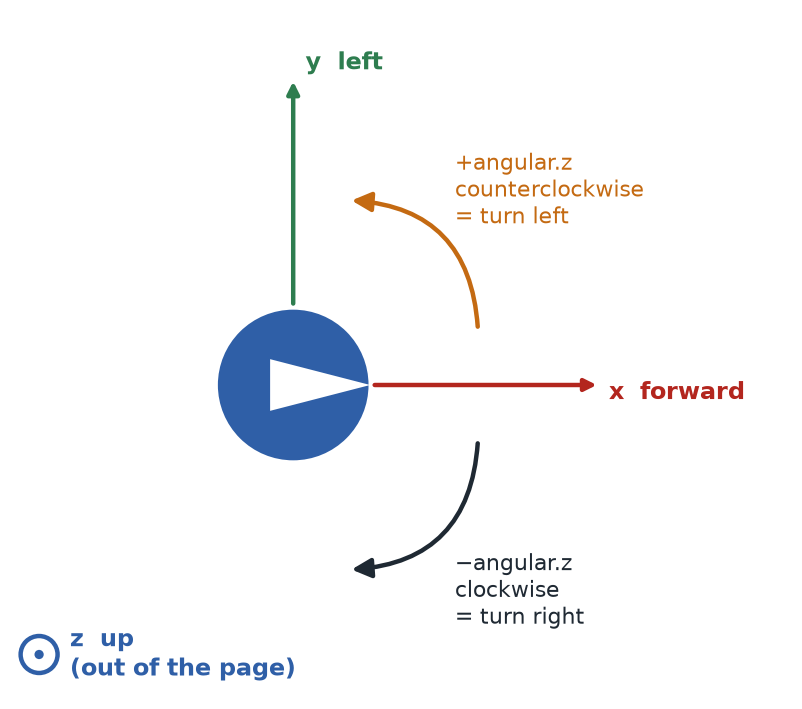 y  left
+angular.z
counterclockwise
= turn left
x  forward
−angular.z
clockwise
= turn right
z  up
(out of the page)